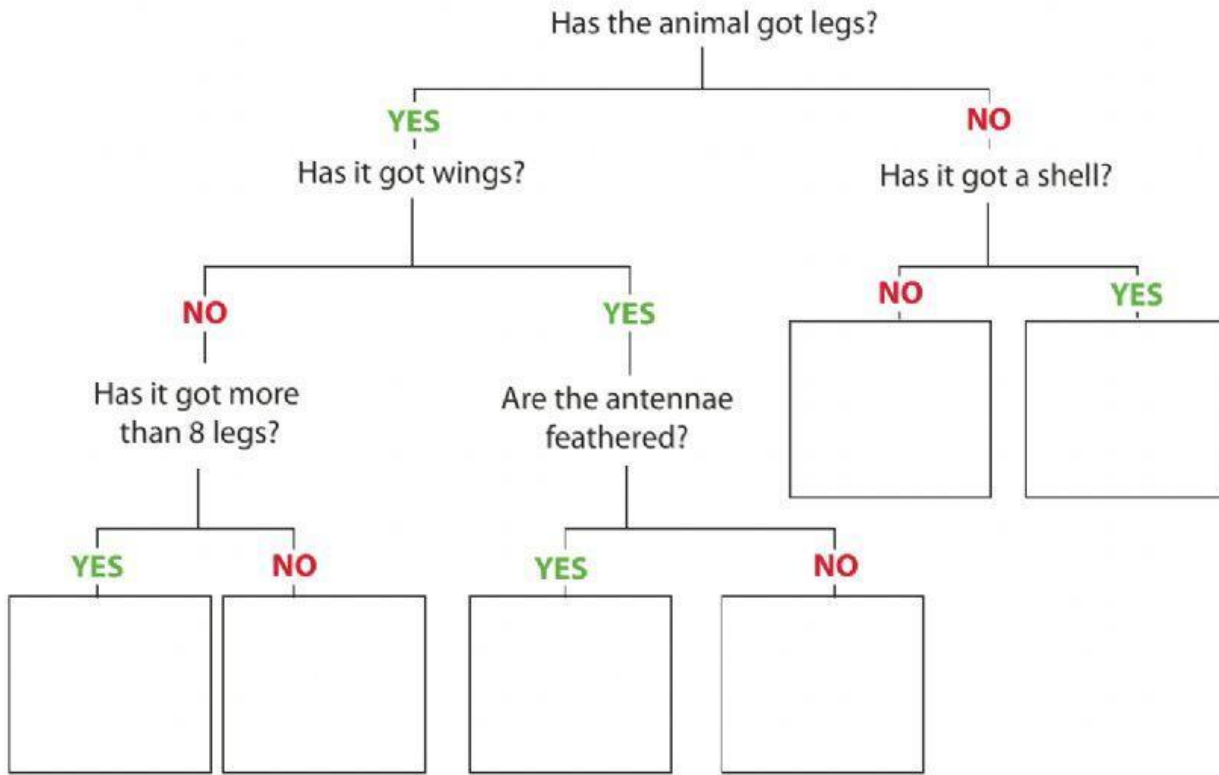 Has the animal got legs?
YES
NO
Has it got wings?
Has it got a shell?
NO
YES
NO
YES
Has it got more
than 8 legs?
Are the antennae
feathered?
YES
NO
YES
NO